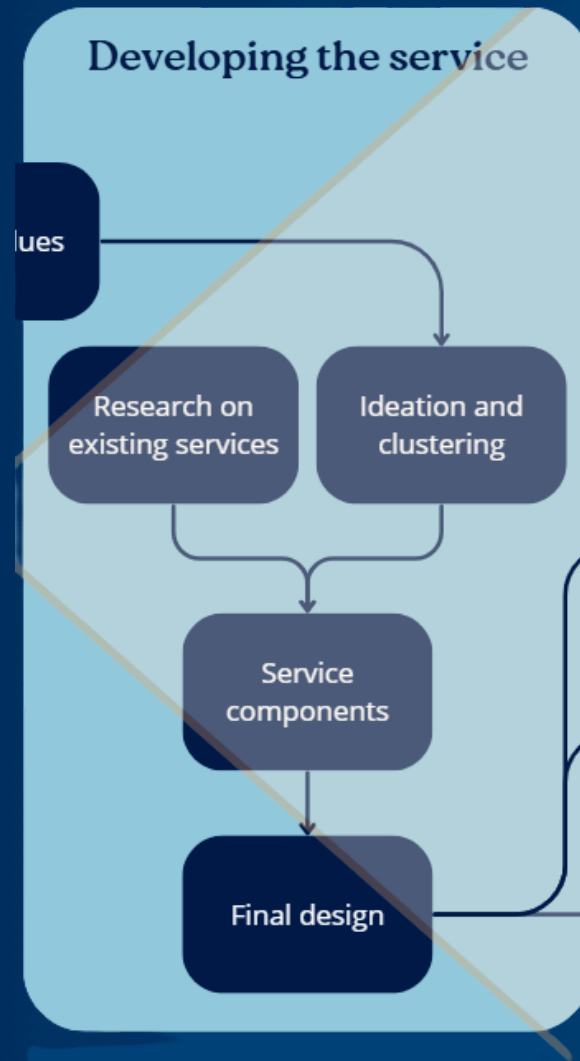 Developing the service
lues
Research on
existing services
Ideation and
clustering
Service
components
Final design